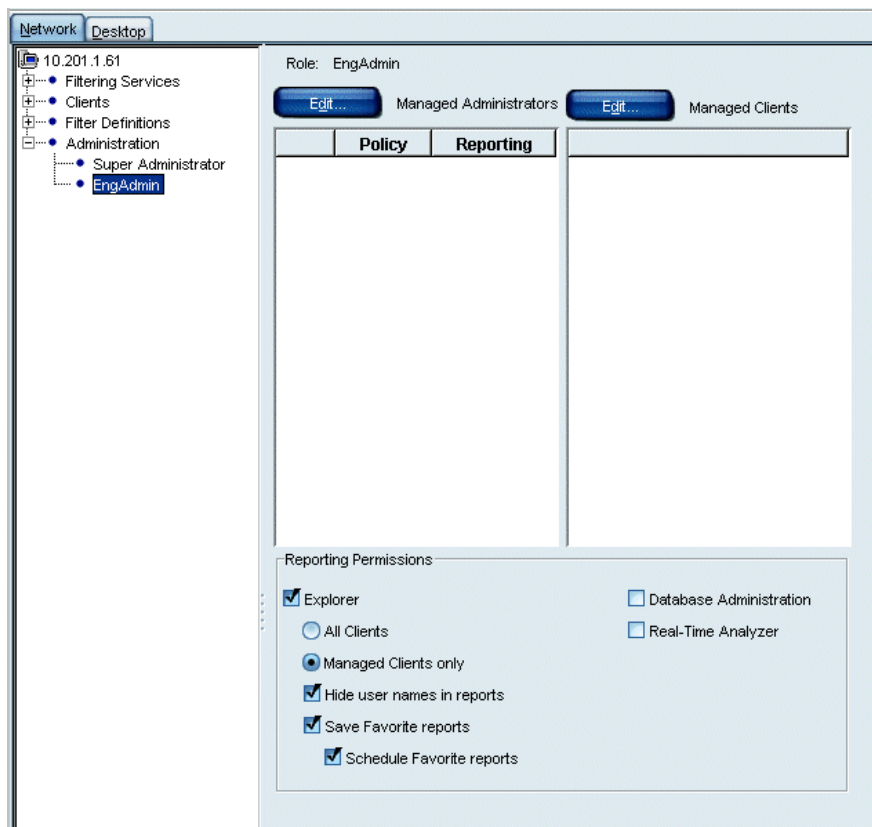 Network Desktop
10.201.1.61
Filtering Services
Clients
Filter Definitions
Administration
Super Administrator
EngAdmin
Role: EngAdmin
Edit... Managed Administrators Edit... Managed Clients
Policy Reporting
Reporting Permissions
Explorer
All Clients
Managed Clients only
Hide user names in reports
Save Favorite reports
Schedule Favorite reports
Database Administration
Real-Time Analyzer